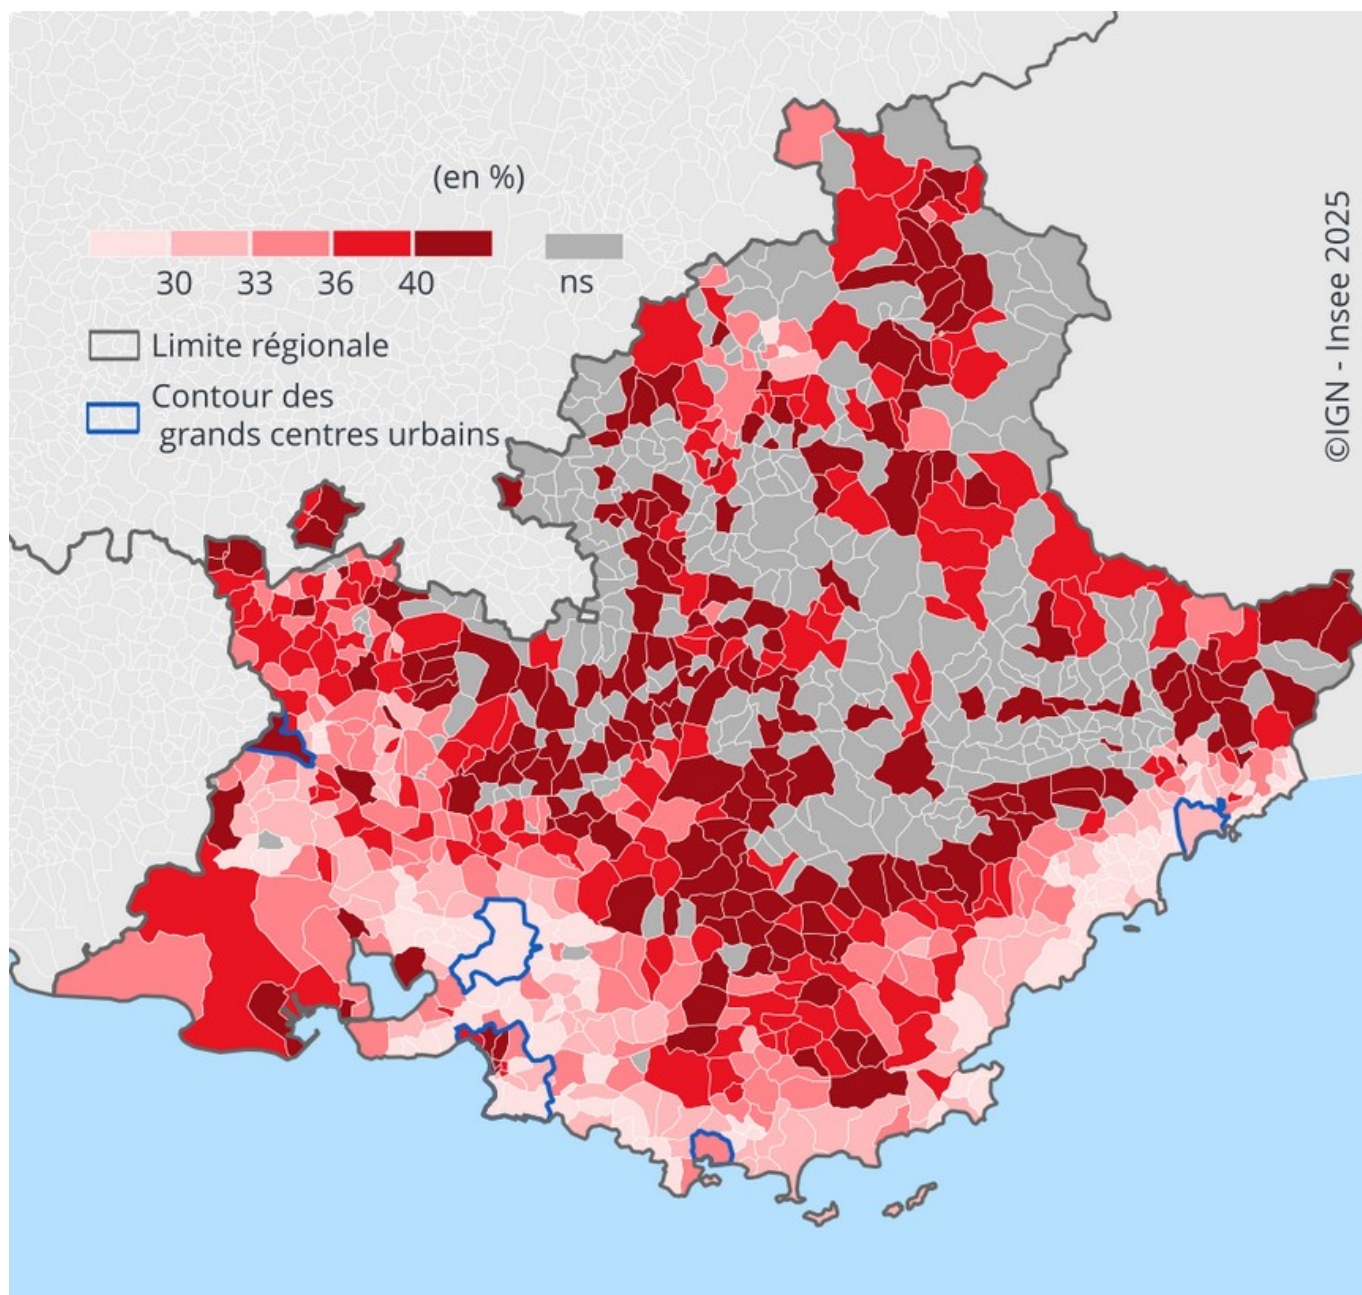 (en %)
30 33 36 40 ns
Limite régionale
Contour des
grands centres urbains
©IGN - Insee 2025